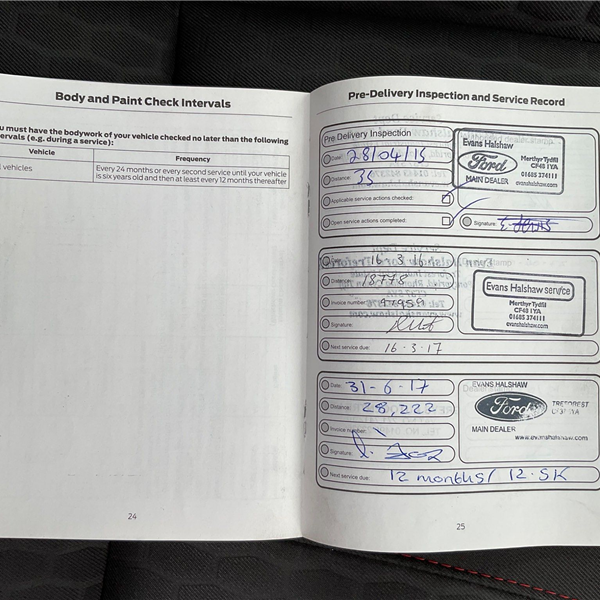 Body and Paint Check Intervals
u must have the bodywork of your vehicle checked no later than the following
ervals (e.g. during a service):
Vehicle Frequency
vehicles Every 24 months or every second service until your vehicle
is six years old and then at least every 12 months thereafter
24
Pre-Delivery Inspection and Service Record
Pre Delivery Inspection
Date: 28/04/15
Distance: 35
Applicable service actions checked:
Open service actions completed:
Evans Halshaw
Ford
MAIN DEALER
Merthyr Tydfil
CF48 1YA
01685 374111
evanshalshaw.com
Signature:
Date: 16 3 16
Distance: 18778
Invoice number:
Signature:
Next service due: 16-3-17
Evans Halshaw service
Merthyr Tydfil
CF48 1YA
01685 374311
evanshalshaw.com
Date: 31-6-17
Distance: 28,222
Invoice number:
Signature:
Next service due: 12 months/ 12.5K
EVANS HALSHAW
Ford
TREFOREST
MAIN DEALER
www.evanshalshaw.com
25